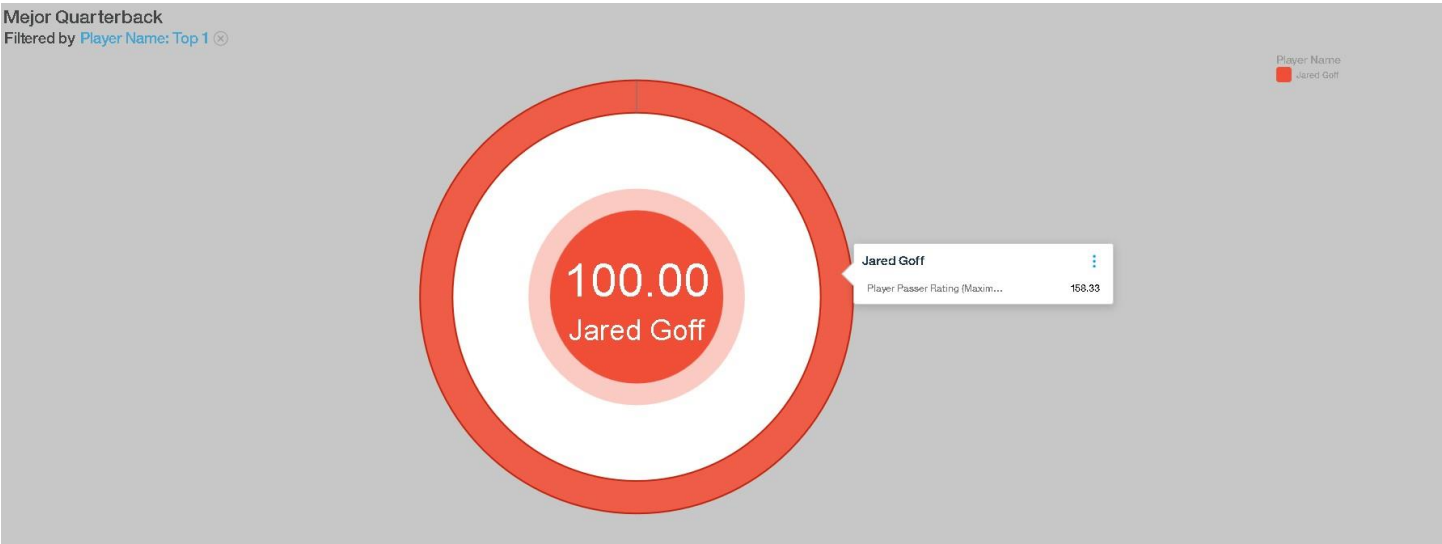 Mejor Quarterback
Filtered by Player Name: Top 1
Player Name
Jared Goff
100.00
Jared Goff
Jared Goff
Player Passer Rating (Maxim... 158.33